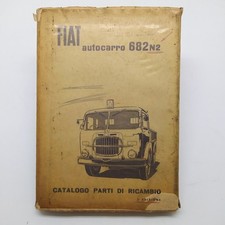 FIAT
autocarro 682N2
CATALOGO PARTI DI RICAMBIO